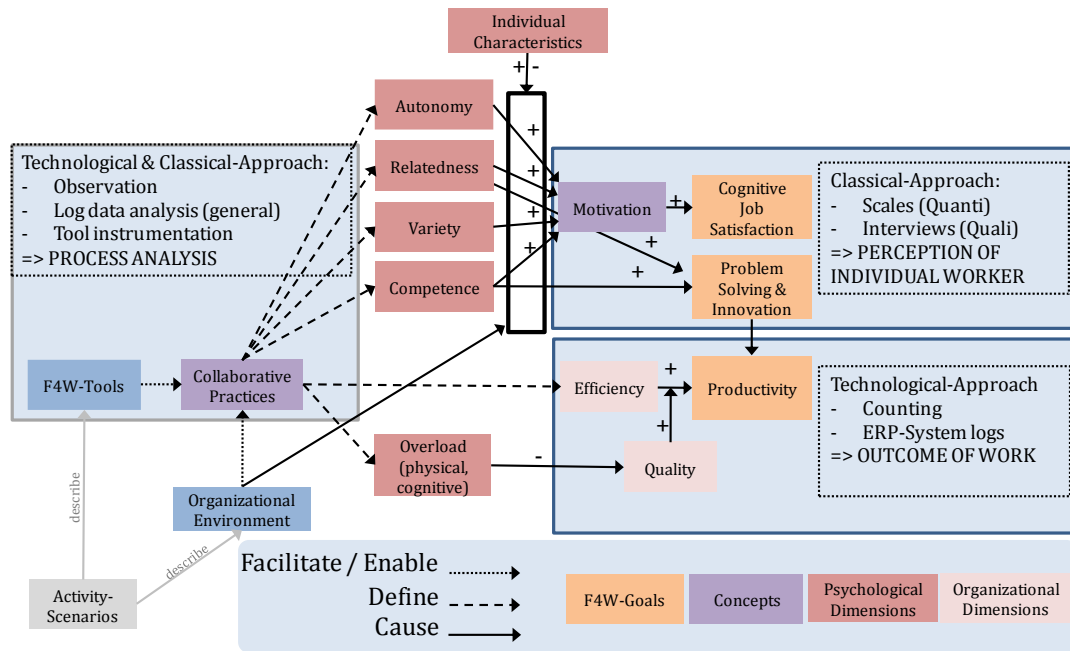 Individual
Characteristics
+ -
Autonomy
+
Technological & Classical-Approach:
- Observation
- Log data analysis (general)
- Tool instrumentation
=> PROCESS ANALYSIS
Relatedness
+
Variety
+
Competence
+
Motivation
+
Cognitive
Job
Satisfaction
+
+
Problem
Solving &
Innovation
Classical-Approach:
- Scales (Quanti)
- Interviews (Quali)
=> PERCEPTION OF
INDIVIDUAL WORKER
F4W-Tools
Collaborative
Practices
Efficiency
+
Productivity
+
Technological-Approach
- Counting
- ERP-System logs
=> OUTCOME OF WORK
Overload
(physical,
cognitive)
-
Quality
Organizational
Environment
describe
describe
Activity-
Scenarios
Facilitate / Enable
Define
Cause
F4W-Goals
Concepts
Psychological
Dimensions
Organizational
Dimensions